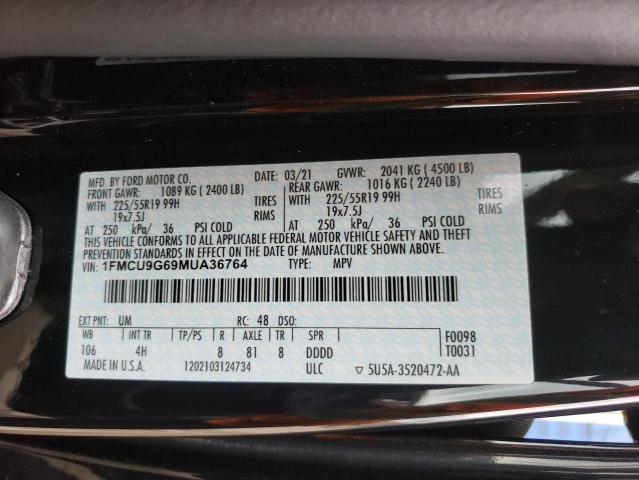 MFD. BY FORD MOTOR CO. DATE: 03/21 GVWR: 2041 KG ( 4500 LB)
FRONT GAWR: 1089 KG ( 2400 LB) REAR GAWR: 1016 KG ( 2240 LB)
WITH 225/55R19 99H TIRES WITH 225/55R19 99H TIRES
19x7.5J RIMS 19x7.5J RIMS
AT 250 kPa/ 36 PSI COLD AT 250 kPa/ 36 PSI COLD
THIS VEHICLE CONFORMS TO ALL APPLICABLE FEDERAL MOTOR VEHICLE SAFETY AND THEFT
PREVENTION STANDARDS IN EFFECT ON THE DATE OF MANUFACTURE SHOWN ABOVE.
VIN: 1FMCU9G69MUA36764 TYPE: MPV
EXT PNT: UM RC: 48 DSO:
WB INT TR TP/PS R AXLE TR SPR F0098
106 4H 8 81 8 DDDD T0031
MADE IN U.S.A. 1202103124734 ULC ▽ 5U5A-3520472-AA